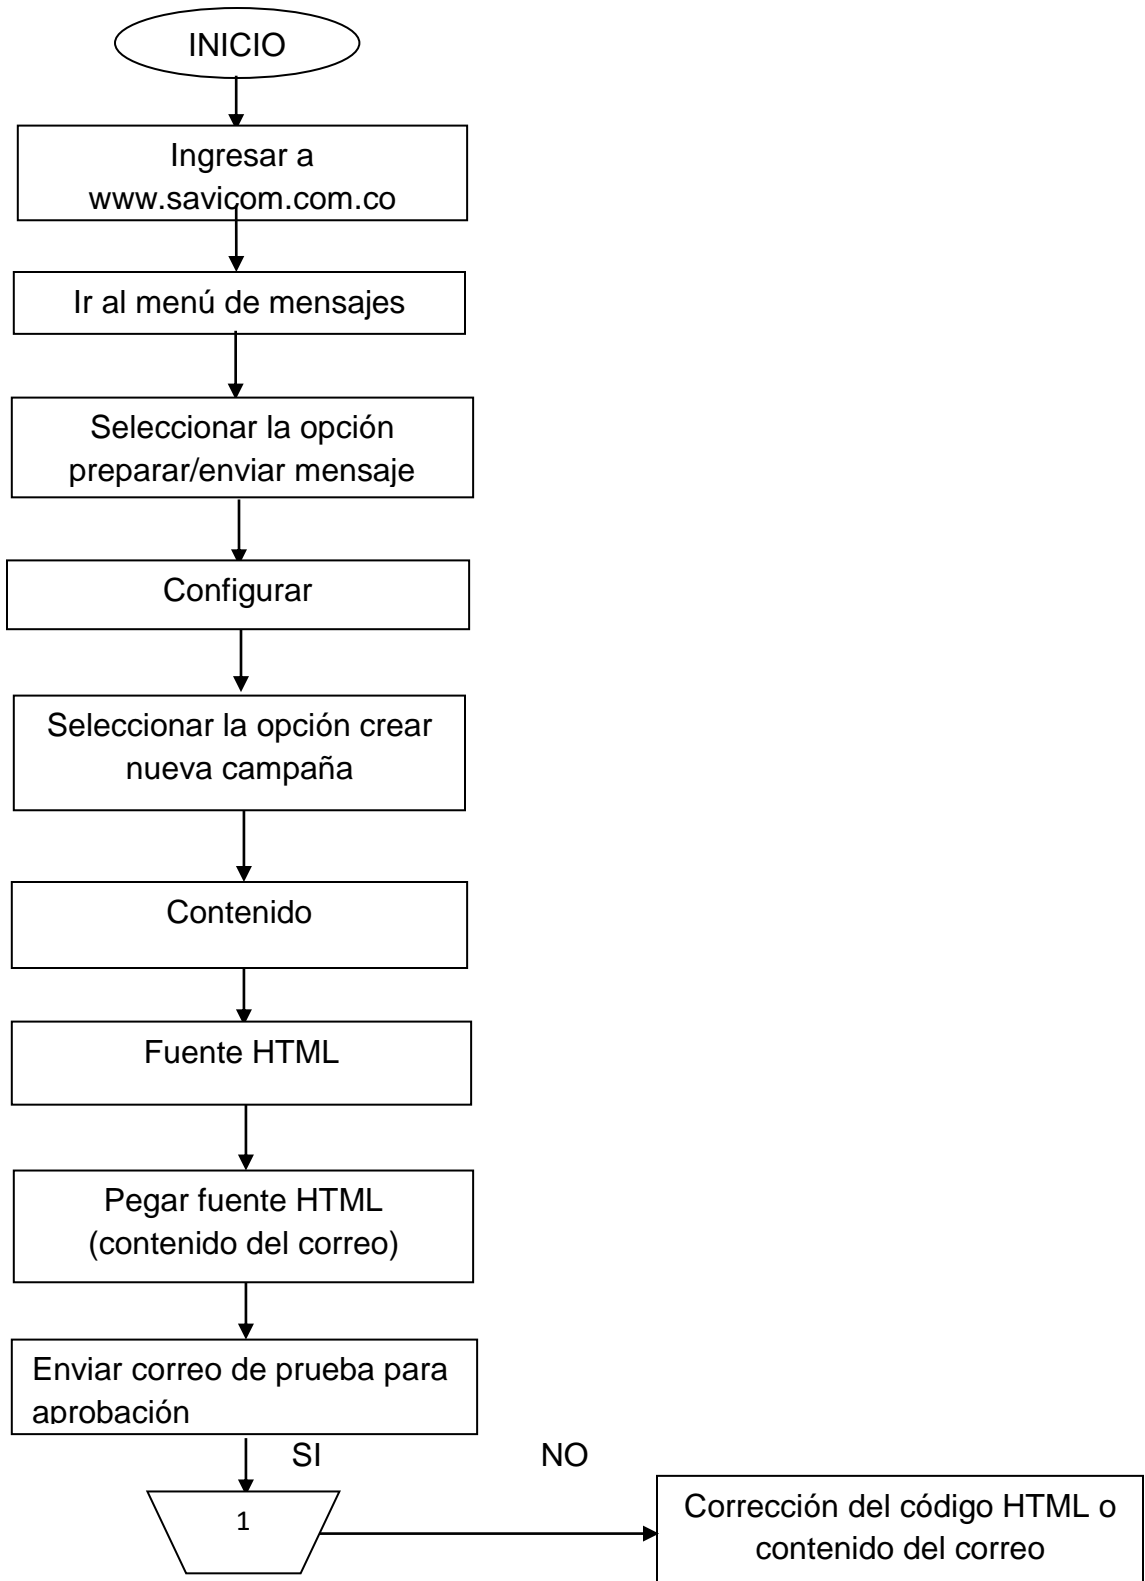 INICIO
Ingresar a
www.savicom.com.co
Ir al menú de mensajes
Seleccionar la opción
preparar/enviar mensaje
Configurar
Seleccionar la opción crear
nueva campaña
Contenido
Fuente HTML
Pegar fuente HTML
(contenido del correo)
Enviar correo de prueba para
aprobación
SI
NO
1
Corrección del código HTML o
contenido del correo